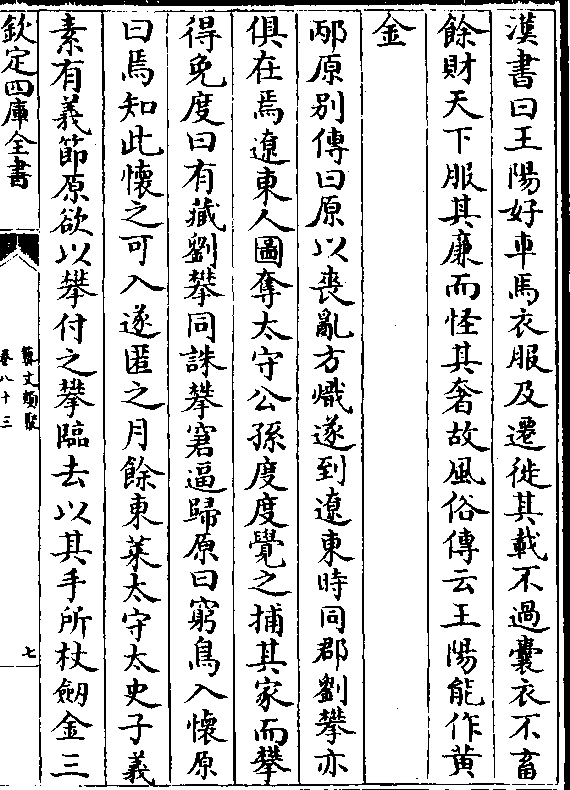 漢書曰王陽好車馬衣服及遷徙其載不過囊衣不畜
餘財天下服其廉而怪其奢故風俗傳云王陽能作黄
金
邴原别傳曰原以喪亂方熾遂到遼東時同郡劉攀亦
俱在焉遼東人圖奪太守公孫度度覺之捕其家而攀
得免度曰有藏劉攀同誅攀窘逼歸原曰窮鳥入懷原
曰焉知此懷之可入遂匿之月餘東萊太守太史子義
素有義節原欲以攀付之攀臨去以其手所杖劒金三
欽定四庫全書
藝文類聚
卷八十三
七